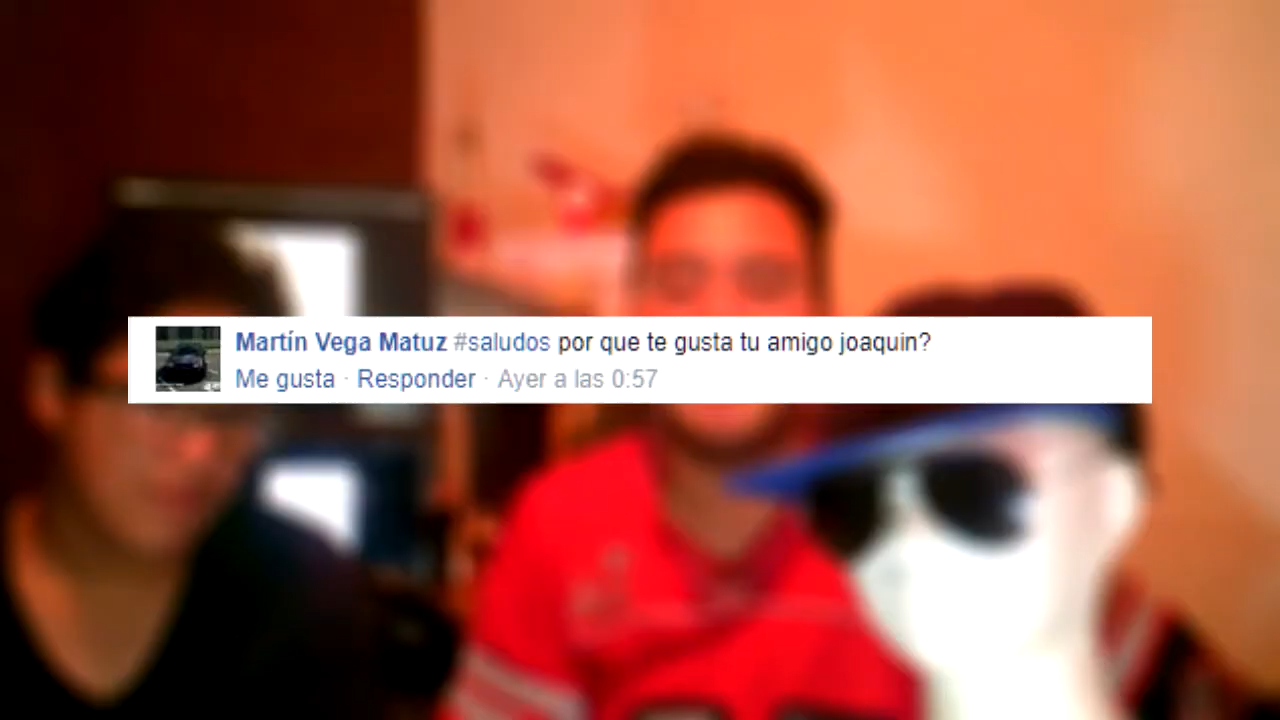 Martín Vega Matuz #saludos por que te gusta tu amigo joaquin?
Me gusta · Responder · Ayer a las 0:57